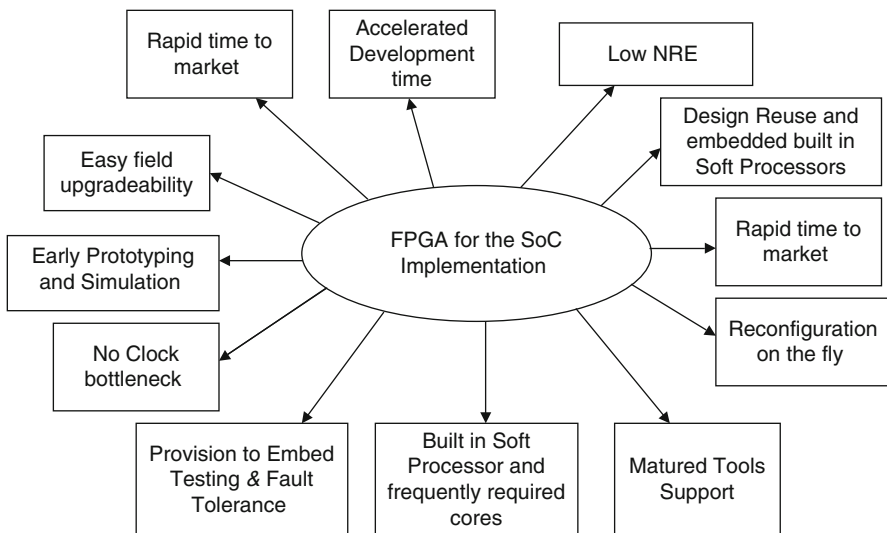 Rapid time to
market
Accelerated
Development
time
Low NRE
Design Reuse and
embedded built in
Soft Processors
Easy field
upgradeability
FPGA for the SoC
Implementation
Rapid time to
market
Early Prototyping
and Simulation
Reconfiguration
on the fly
No Clock
bottleneck
Provision to Embed
Testing & Fault
Tolerance
Built in Soft
Processor and
frequently required
cores
Matured Tools
Support